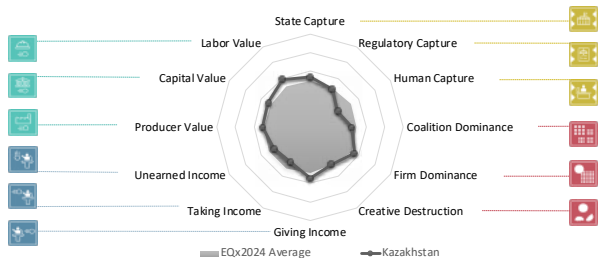 State Capture
Labor Value
Regulatory Capture
Capital Value
Human Capture
Producer Value
Coalition Dominance
Unearned Income
Firm Dominance
Taking Income
Creative Destruction
Giving Income
EQx2024 Average
Kazakhstan